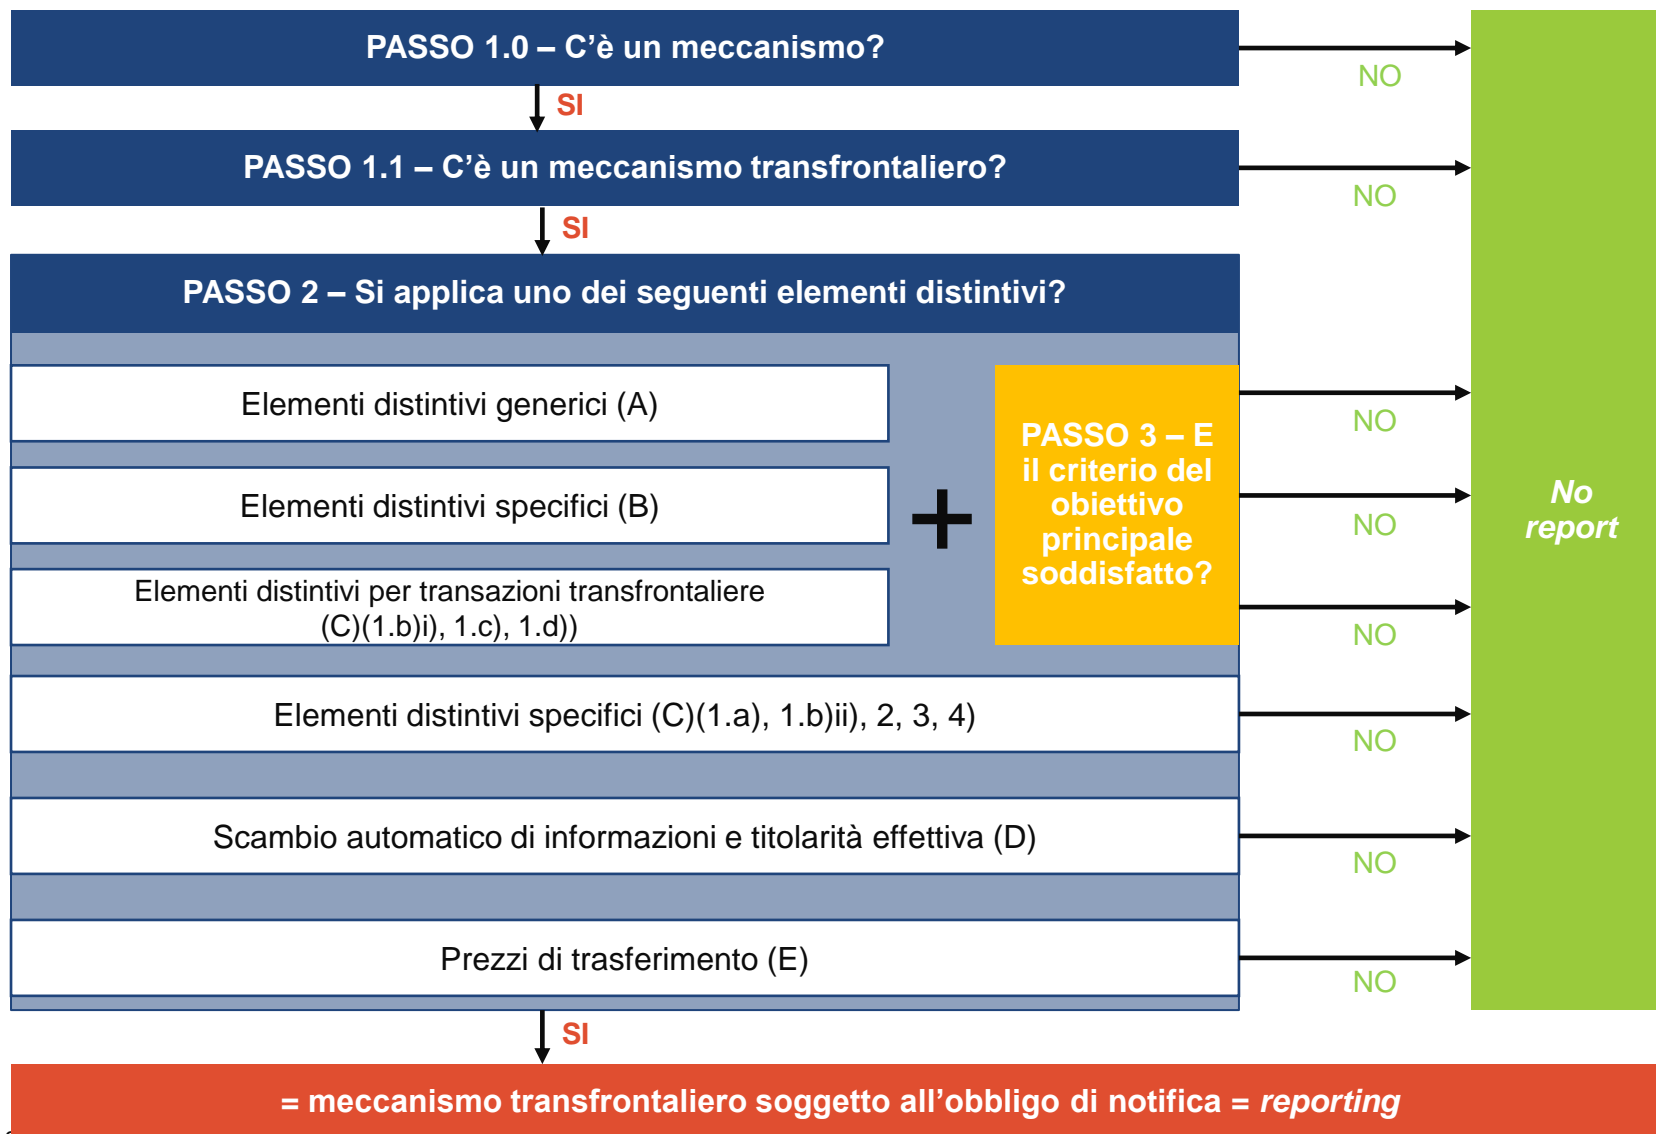 PASSO 1.0 – C’è un meccanismo?
NO
SI
PASSO 1.1 – C’è un meccanismo transfrontaliero?
NO
SI
PASSO 2 – Si applica uno dei seguenti elementi distintivi?
Elementi distintivi generici (A)
Elementi distintivi specifici (B)
Elementi distintivi per transazioni transfrontaliere
(C)(1.b)i), 1.c), 1.d))
+
PASSO 3 – E
il criterio del
obiettivo
principale
soddisfatto?
NO
NO
NO
No
report
Elementi distintivi specifici (C)(1.a), 1.b)ii), 2, 3, 4)
NO
Scambio automatico di informazioni e titolarità effettiva (D)
NO
Prezzi di trasferimento (E)
NO
SI
= meccanismo transfrontaliero soggetto all’obbligo di notifica = reporting